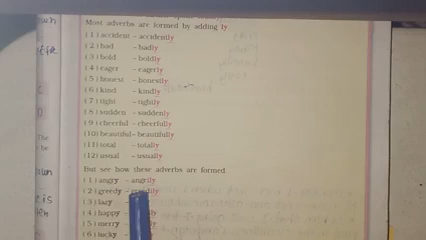 Most adverbs are formed by adding ly
(1) accident - accidently
(2) bad - badly
(3) bold - boldly
(4) eager - eagerly
(5) honest - honestly
(6) kind - kindly
(7) right - rightly
(8) sudden - suddenly
(9) cheerful - cheerfully
(10) beautiful - beautifully
(11) total - totally
(12) usual - usually
But see how these adverbs are formed
(1) angry - angrily
(2) greedy
(3) lazy
(4) happy
(5) merry
(6) lucky